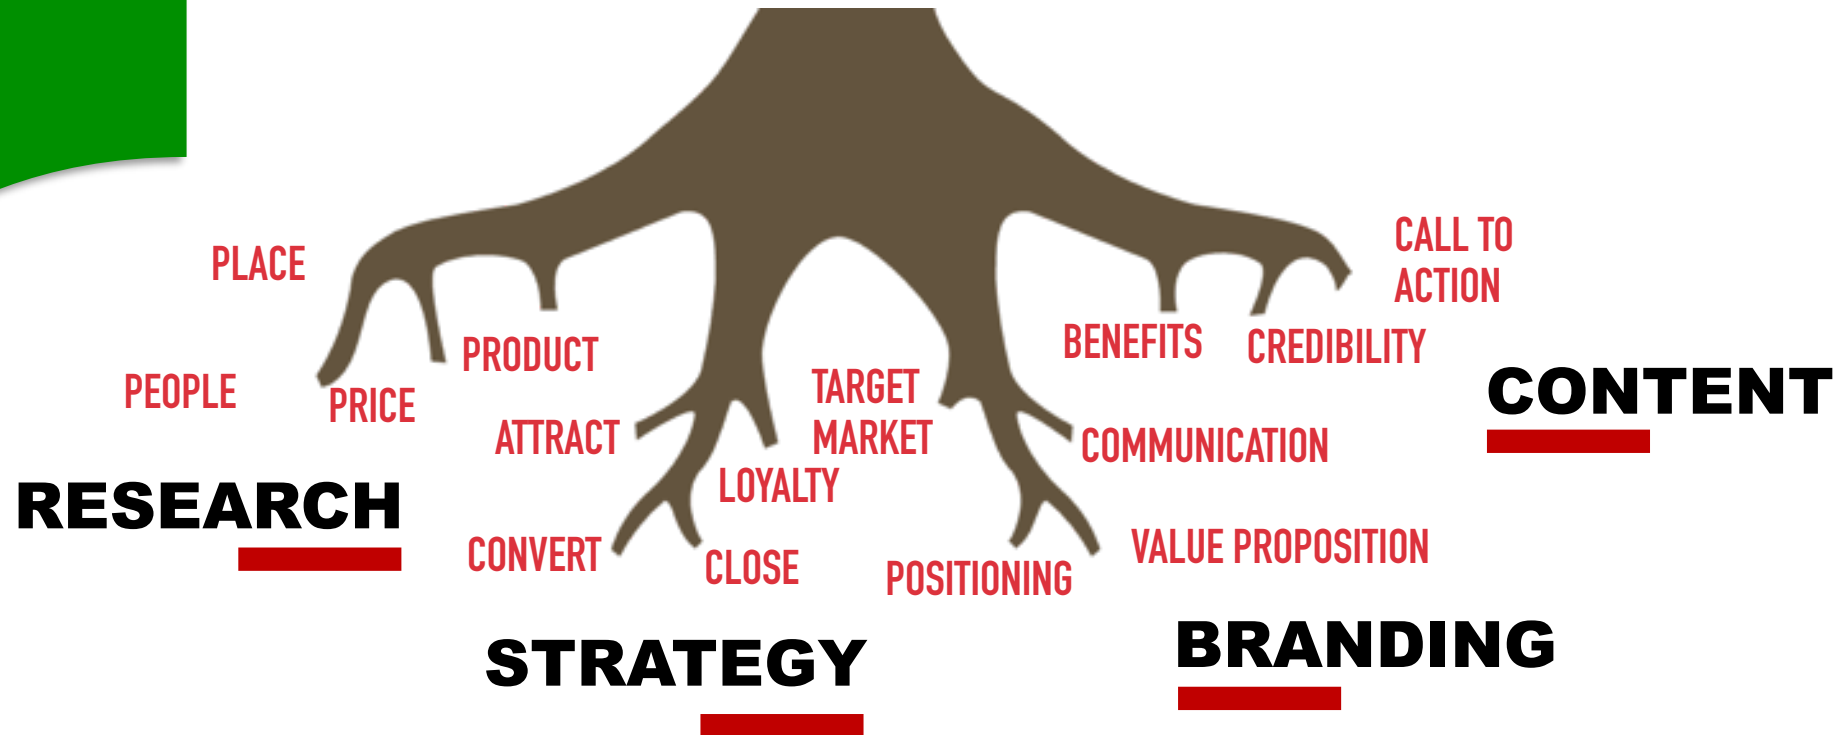 PLACE
PEOPLE
PRICE
PRODUCT
RESEARCH
ATTRACT
CONVERT
CLOSE
LOYALTY
STRATEGY
TARGET
MARKET
POSITIONING
COMMUNICATION
VALUE PROPOSITION
BRANDING
BENEFITS
CREDIBILITY
CALL TO
ACTION
CONTENT